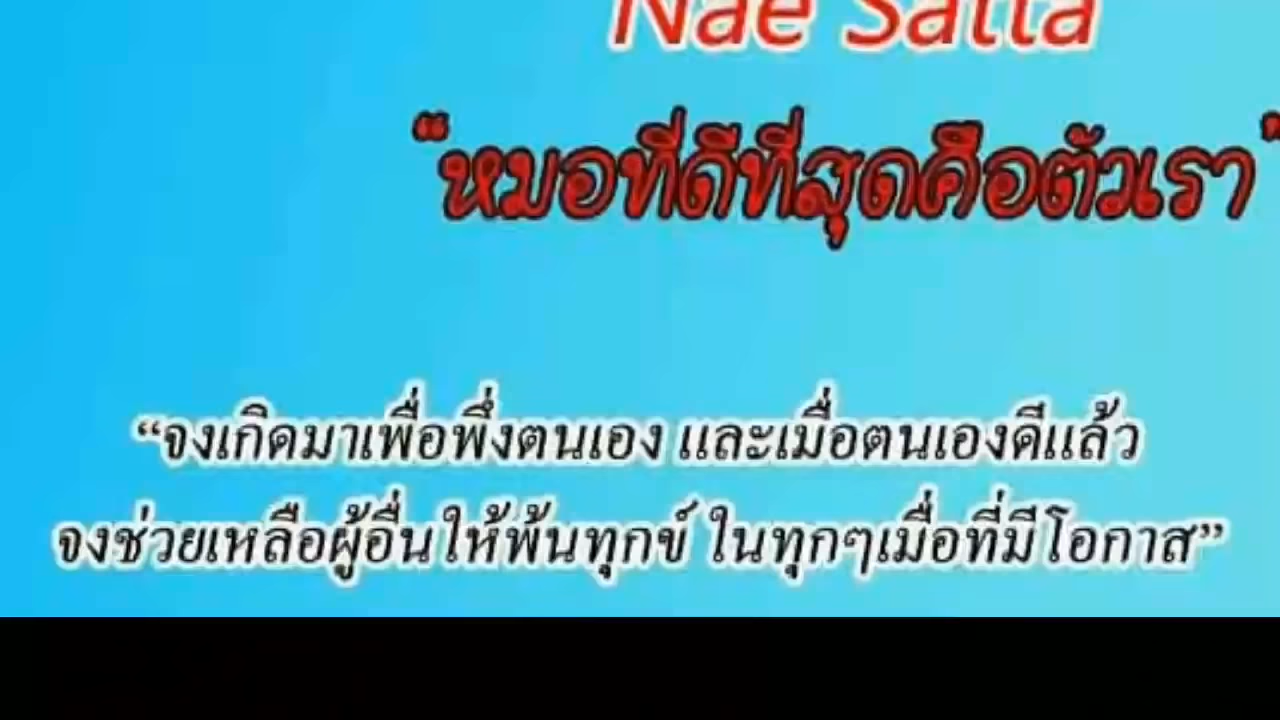 Nae Satta
“หมอที่ดีที่สุดคือตัวเรา”
“จงเกิดมาเพื่อพึ่งตนเอง และเมื่อตนเองดีแล้ว
จงช่วยเหลือผู้อื่นให้พ้นทุกข์ ในทุกๆเมื่อที่มีโอกาส”